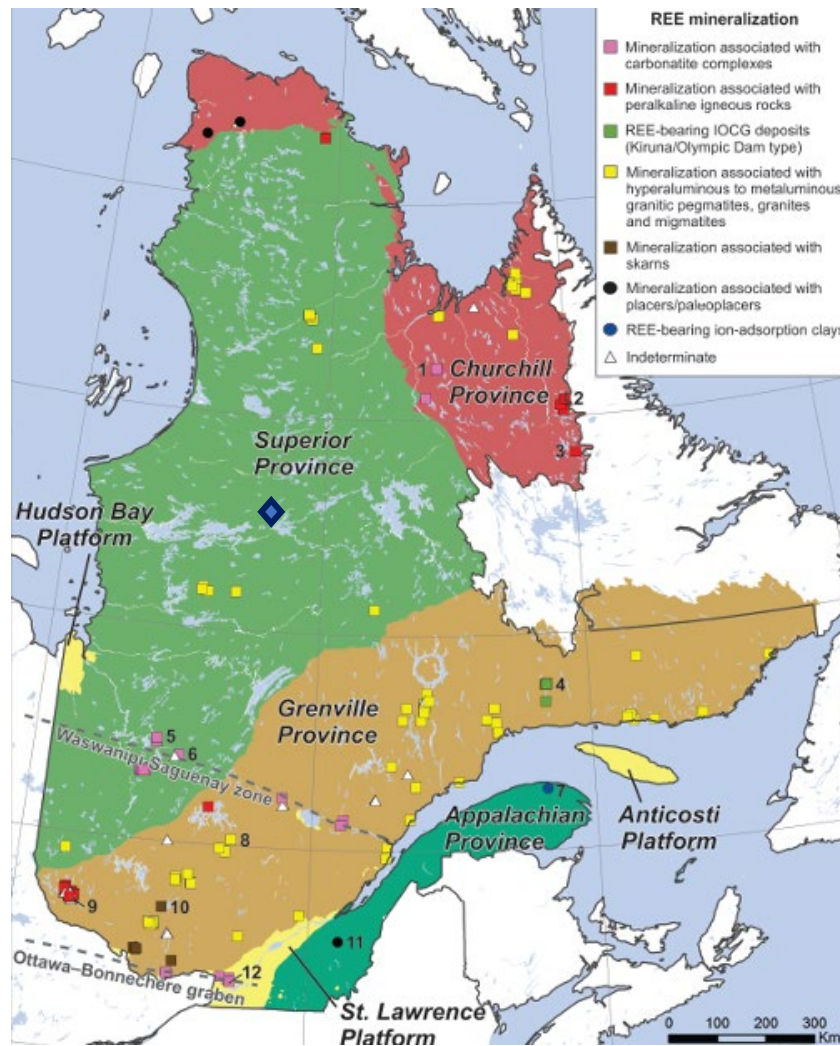 REE mineralization
Mineralization associated with
carbonatite complexes
Mineralization associated with
peralkaline igneous rocks
REE-bearing IOCG deposits
(Kiruna/Olympic Dam type)
Mineralization associated with
hyperaluminous to metaluminous
granitic pegmatites, granites
and migmatites
Mineralization associated with
skarns
Mineralization associated with
placers/paleoplacers
REE-bearing ion-adsorption clays
Indeterminate
1
Churchill
Province
2
3
Superior
Province
Hudson Bay
Platform
4
Grenville
Province
5
6
Waswanipi-Saguenay zone
7
Appalachian
Province
Anticosti
Platform
8
9
10
11
12
Ottawa–Bonnechère graben
St. Lawrence
Platform
0 100 200 300
Km